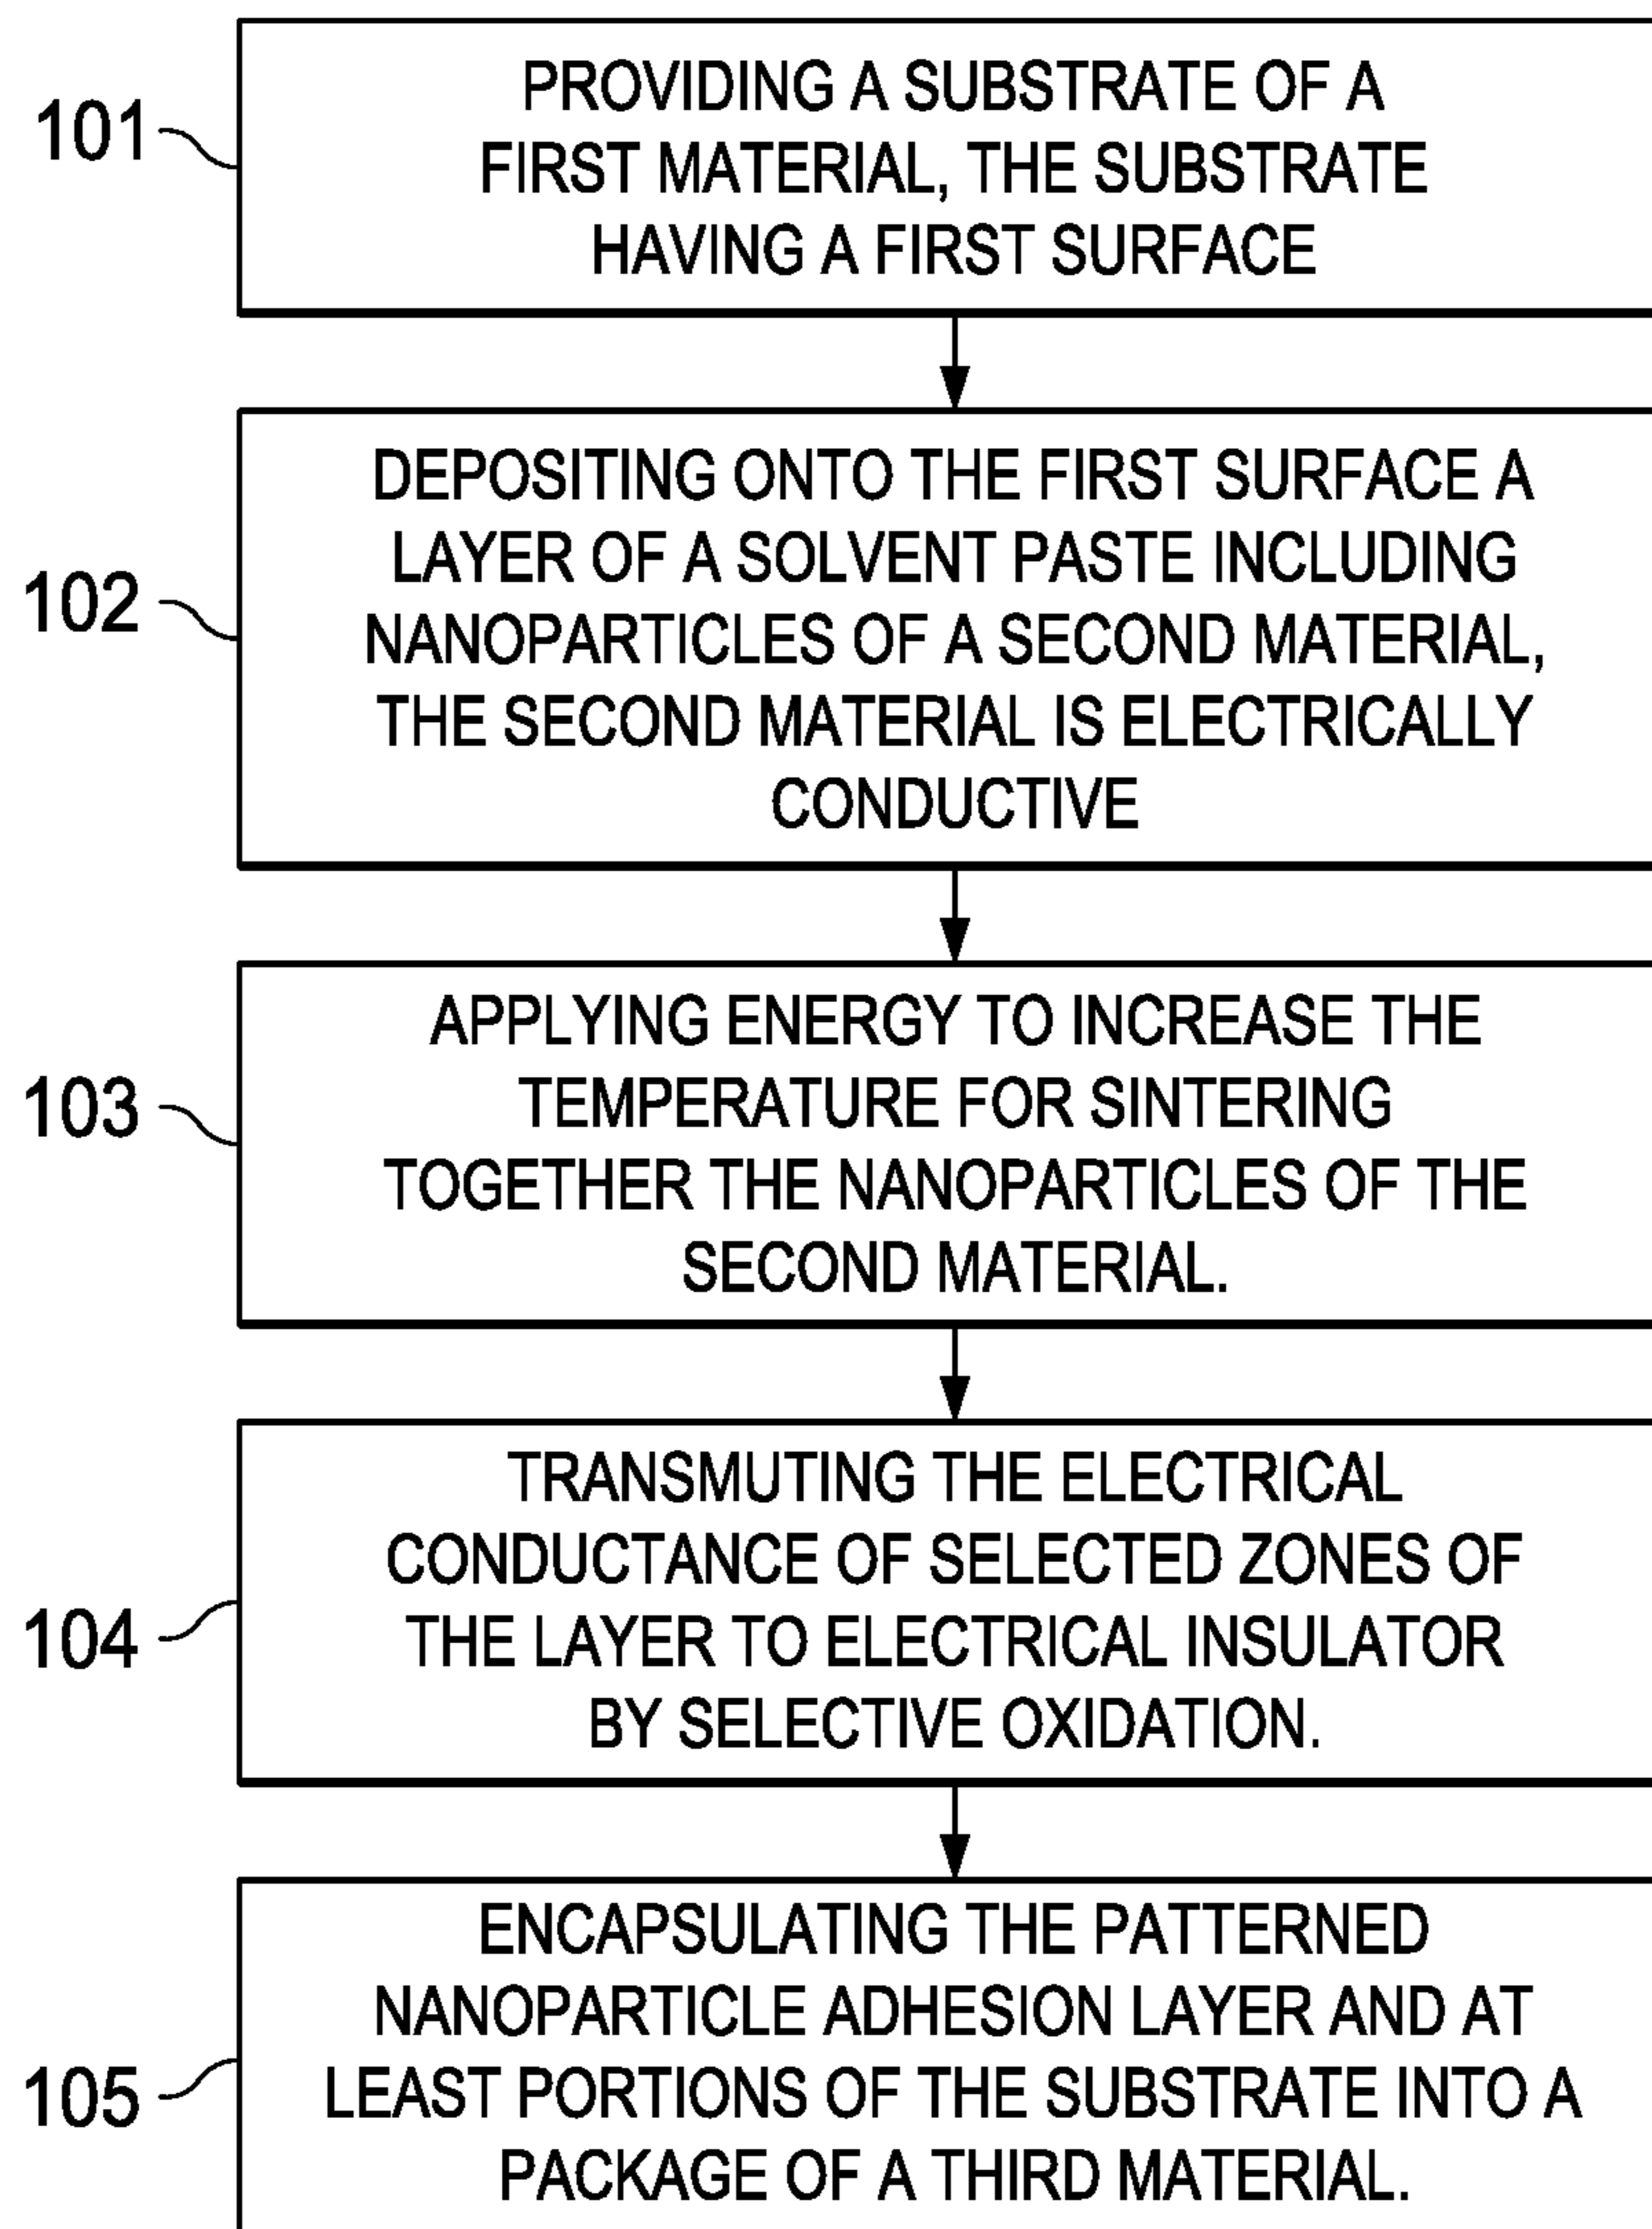 101
PROVIDING A SUBSTRATE OF A
FIRST MATERIAL, THE SUBSTRATE
HAVING A FIRST SURFACE
102
DEPOSITING ONTO THE FIRST SURFACE A
LAYER OF A SOLVENT PASTE INCLUDING
NANOPARTICLES OF A SECOND MATERIAL,
THE SECOND MATERIAL IS ELECTRICALLY
CONDUCTIVE
103
APPLYING ENERGY TO INCREASE THE
TEMPERATURE FOR SINTERING
TOGETHER THE NANOPARTICLES OF THE
SECOND MATERIAL.
104
TRANSMUTING THE ELECTRICAL
CONDUCTANCE OF SELECTED ZONES OF
THE LAYER TO ELECTRICAL INSULATOR
BY SELECTIVE OXIDATION.
105
ENCAPSULATING THE PATTERNED
NANOPARTICLE ADHESION LAYER AND AT
LEAST PORTIONS OF THE SUBSTRATE INTO A
PACKAGE OF A THIRD MATERIAL.